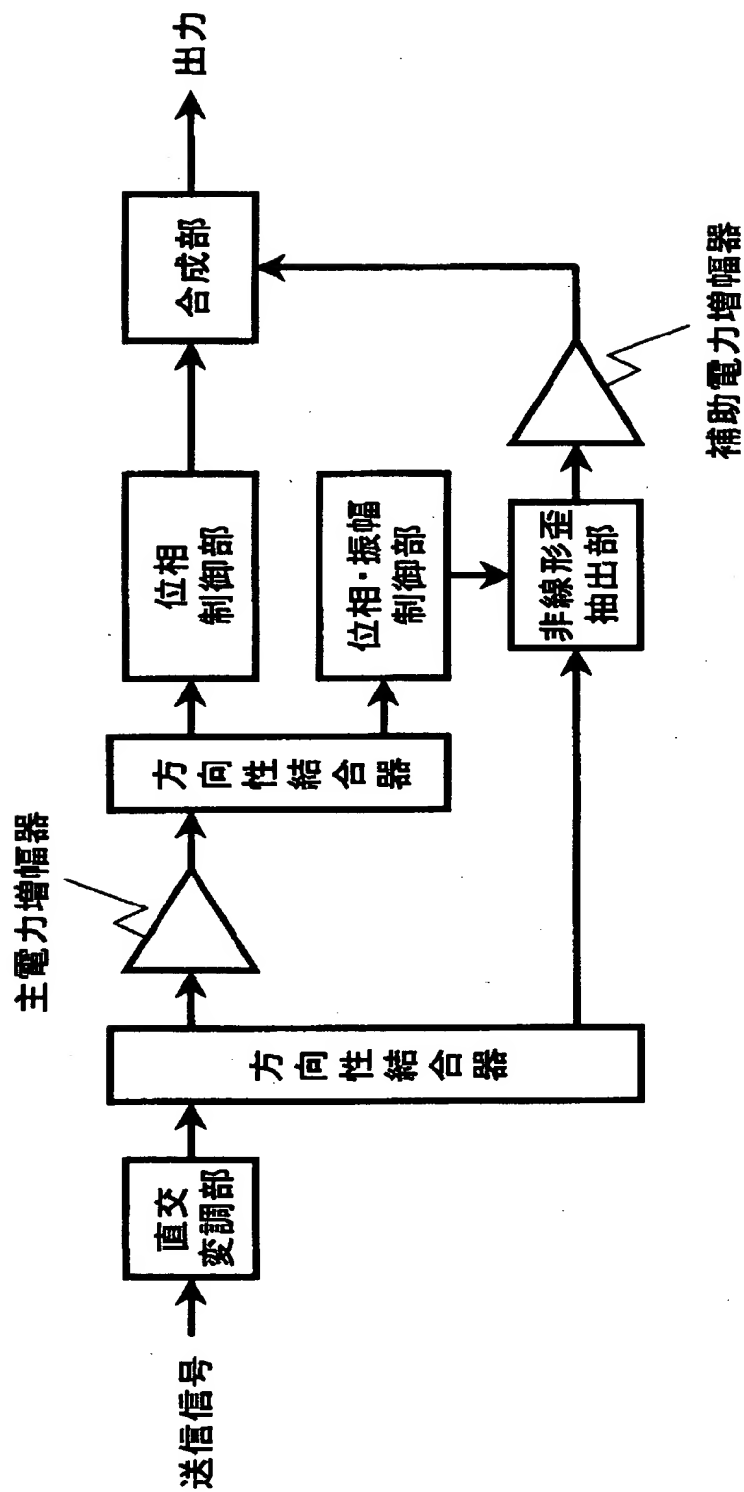 送信信号
直交
変調部
方向性結合器
主電力増幅器
方向性結合器
位相
制御部
位相・振幅
制御部
非線形歪
抽出部
補助電力増幅器
合成部
出力